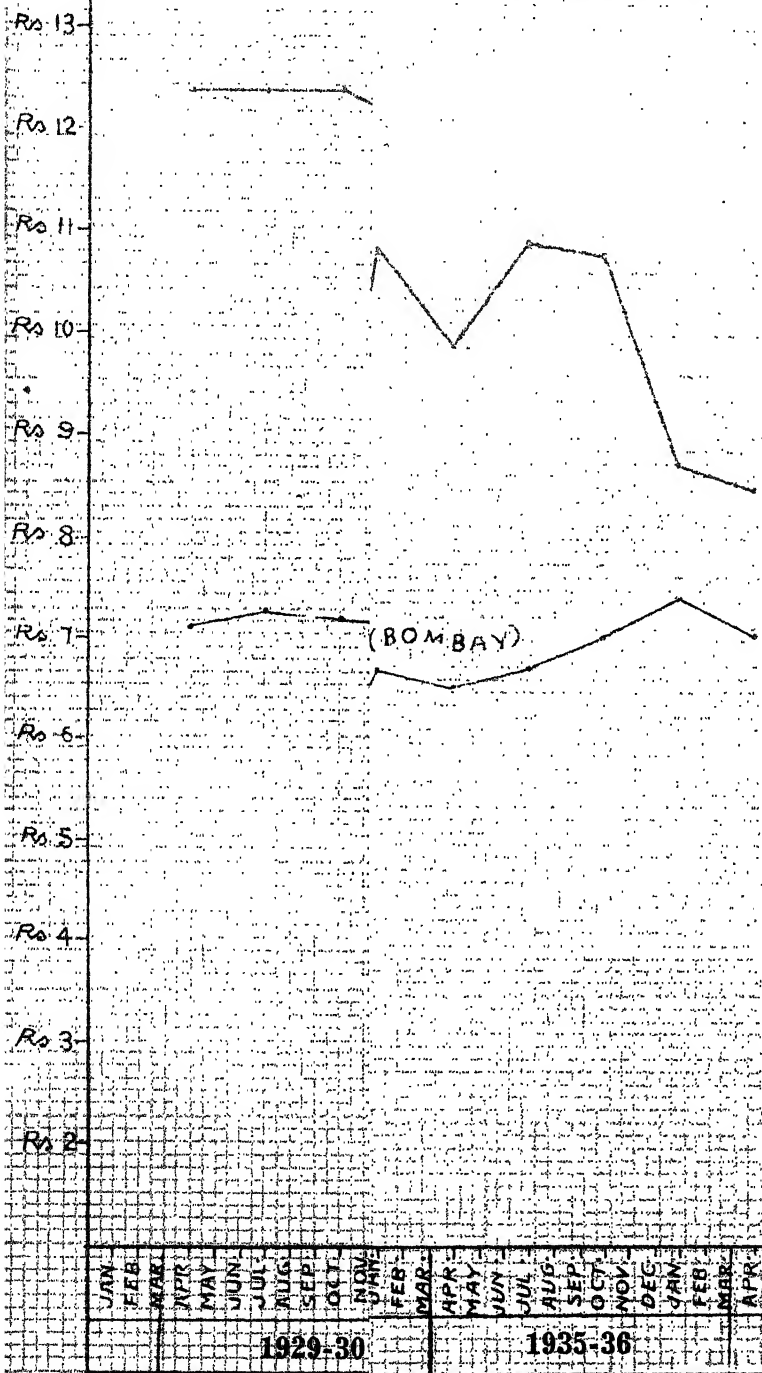 Rs 13
Rs 12
Rs 11
Rs 10
Rs 9
Rs 8
Rs 7
(BOMBAY)
Rs 6
Rs 5
Rs 4
Rs 3
Rs 2
JAN FEB MAR APR MAY JUN JUL AUG SEP OCT NOV JAN FEB MAR APR MAY JUN JUL AUG SEP OCT NOV DEC JAN FEB MAR APR
1929-30 1935-36